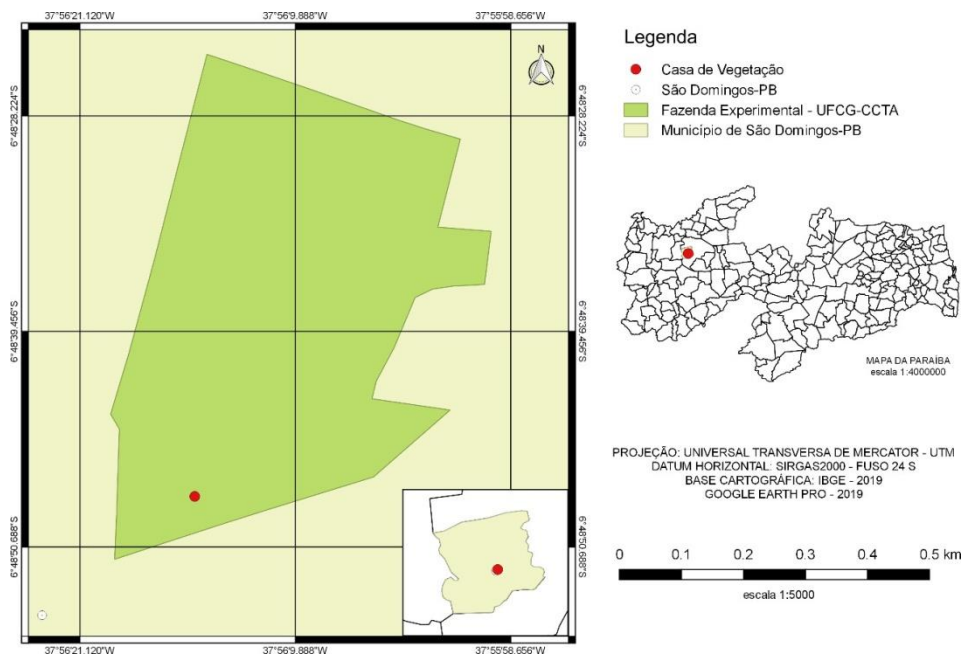 37°56'21.120"W 37°56'9.888"W 37°55'58.656"W
N
6°48'28.224"S 6°48'28.224"S
6°48'39.456"S 6°48'39.456"S
6°48'50.688"S 6°48'50.688"S
37°56'21.120"W 37°56'9.888"W 37°55'58.656"W
Legenda
Casa de Vegetação
São Domingos-PB
Fazenda Experimental - UFCG-CCTA
Município de São Domingos-PB
MAPA DA PARAÍBA
escala 1:4000000
PROJEÇÃO: UNIVERSAL TRANSVERSA DE MERCATOR - UTM
DATUM HORIZONTAL: SIRGAS2000 - FUSO 24 S
BASE CARTOGRÁFICA: IBGE - 2019
GOOGLE EARTH PRO - 2019
0 0.1 0.2 0.3 0.4 0.5 km
escala 1:5000